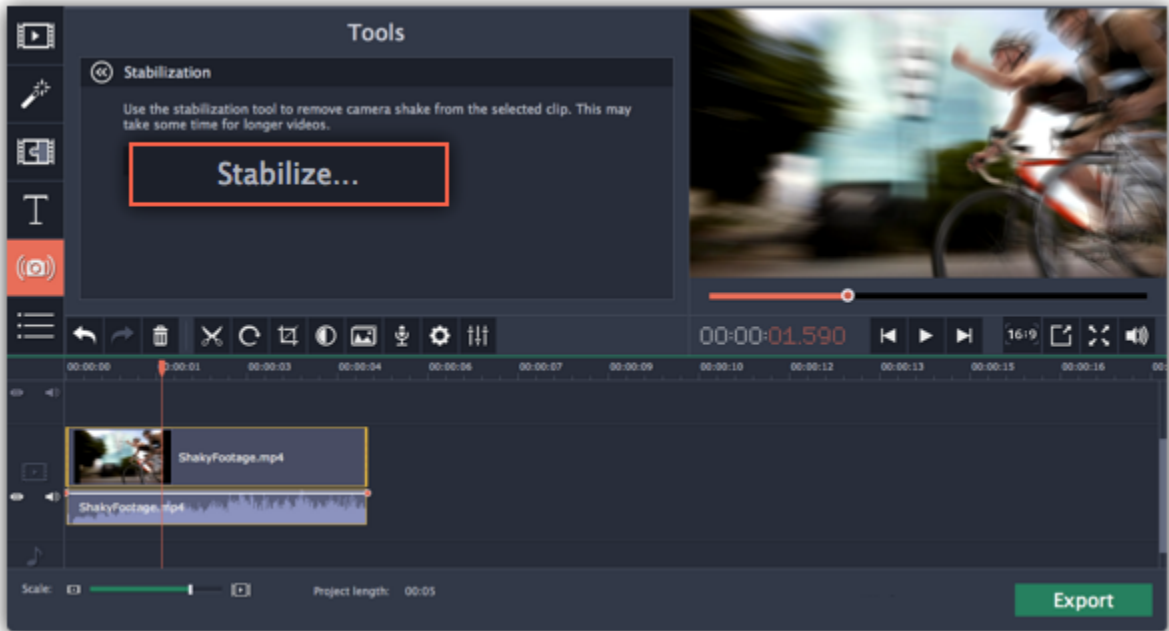 Tools
Stabilization
Use the stabilization tool to remove camera shake from the selected clip. This may
take some time for longer videos.
Stabilize...
T
00:00:01.590
16:9
00:00:00
00:00:01
00:00:03
00:00:04
00:00:06
00:00:07
00:00:09
00:00:10
00:00:12
00:00:13
00:00:15
00:00:16
00:
ShakyFootage.mp4
ShakyFootage.mp4
Scale:
Project length: 00:05
Export